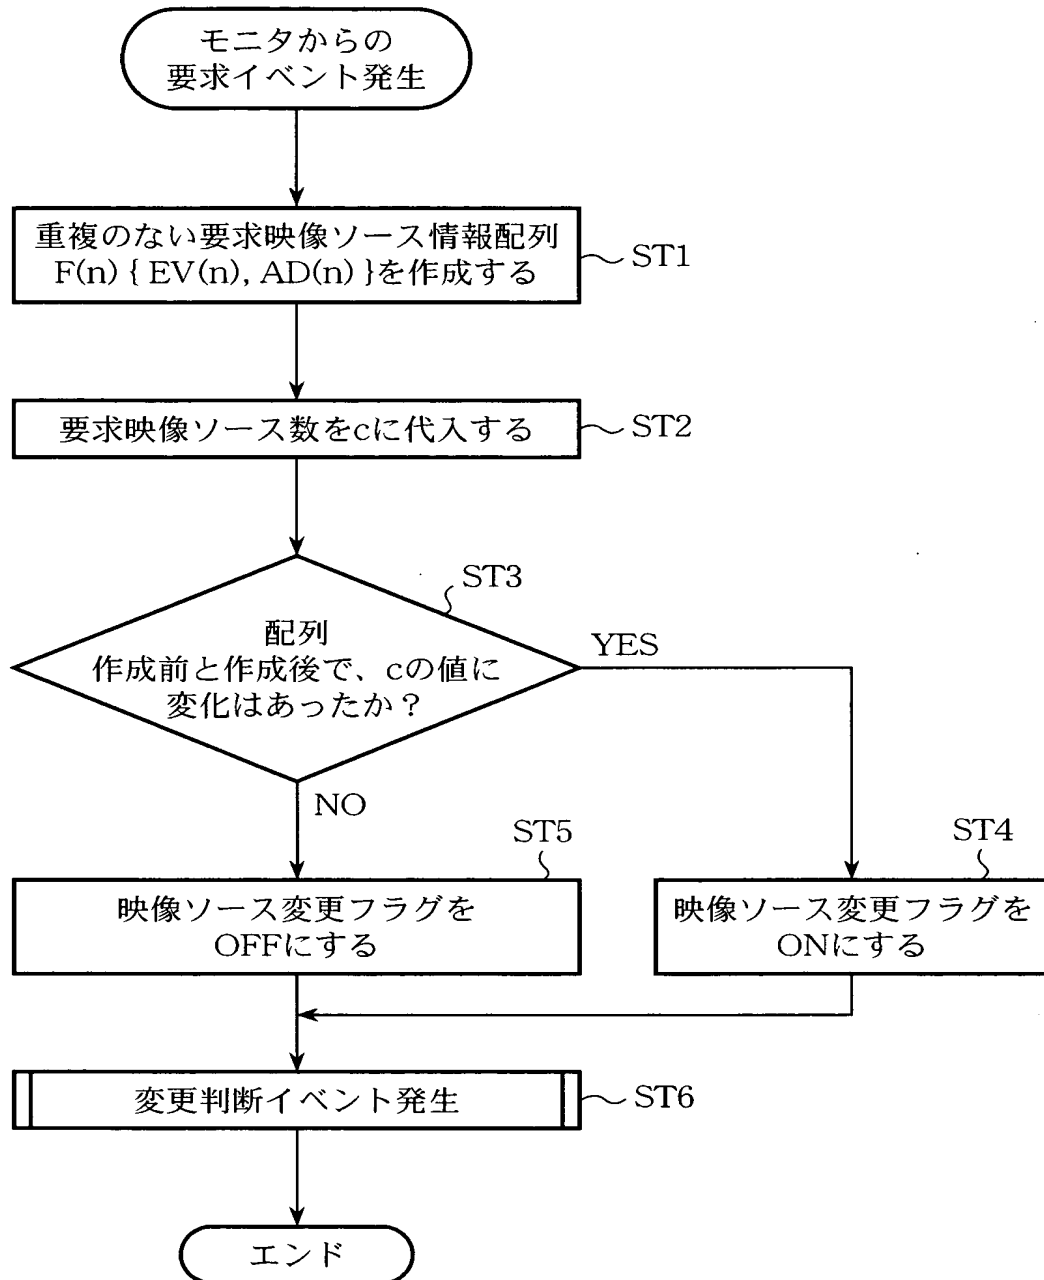 モニタからの
要求イベント発生
重複のない要求映像ソース情報配列
F(n) { EV(n), AD(n) }を作成する
ST1
要求映像ソース数をcに代入する
ST2
ST3
配列
作成前と作成後で、cの値に
変化はあったか？
YES
NO
ST5
映像ソース変更フラグを
OFFにする
ST4
映像ソース変更フラグを
ONにする
変更判断イベント発生
ST6
エンド